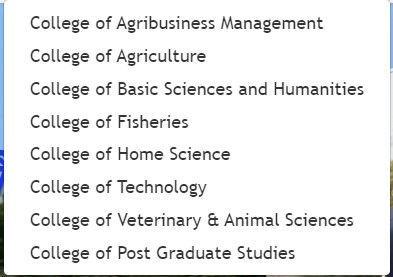 College of Agribusiness Management
College of Agriculture
College of Basic Sciences and Humanities
College of Fisheries
College of Home Science
College of Technology
College of Veterinary & Animal Sciences
College of Post Graduate Studies